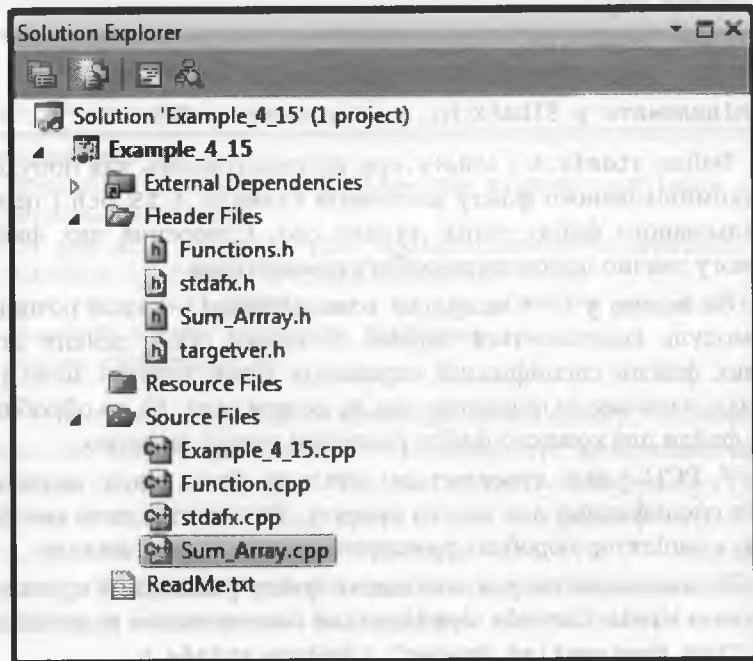 Solution Explorer
Solution 'Example_4_15' (1 project)
Example_4_15
External Dependencies
Header Files
Functions.h
stdafx.h
Sum_Arrray.h
targetver.h
Resource Files
Source Files
Example_4_15.cpp
Function.cpp
stdafx.cpp
Sum_Array.cpp
ReadMe.txt